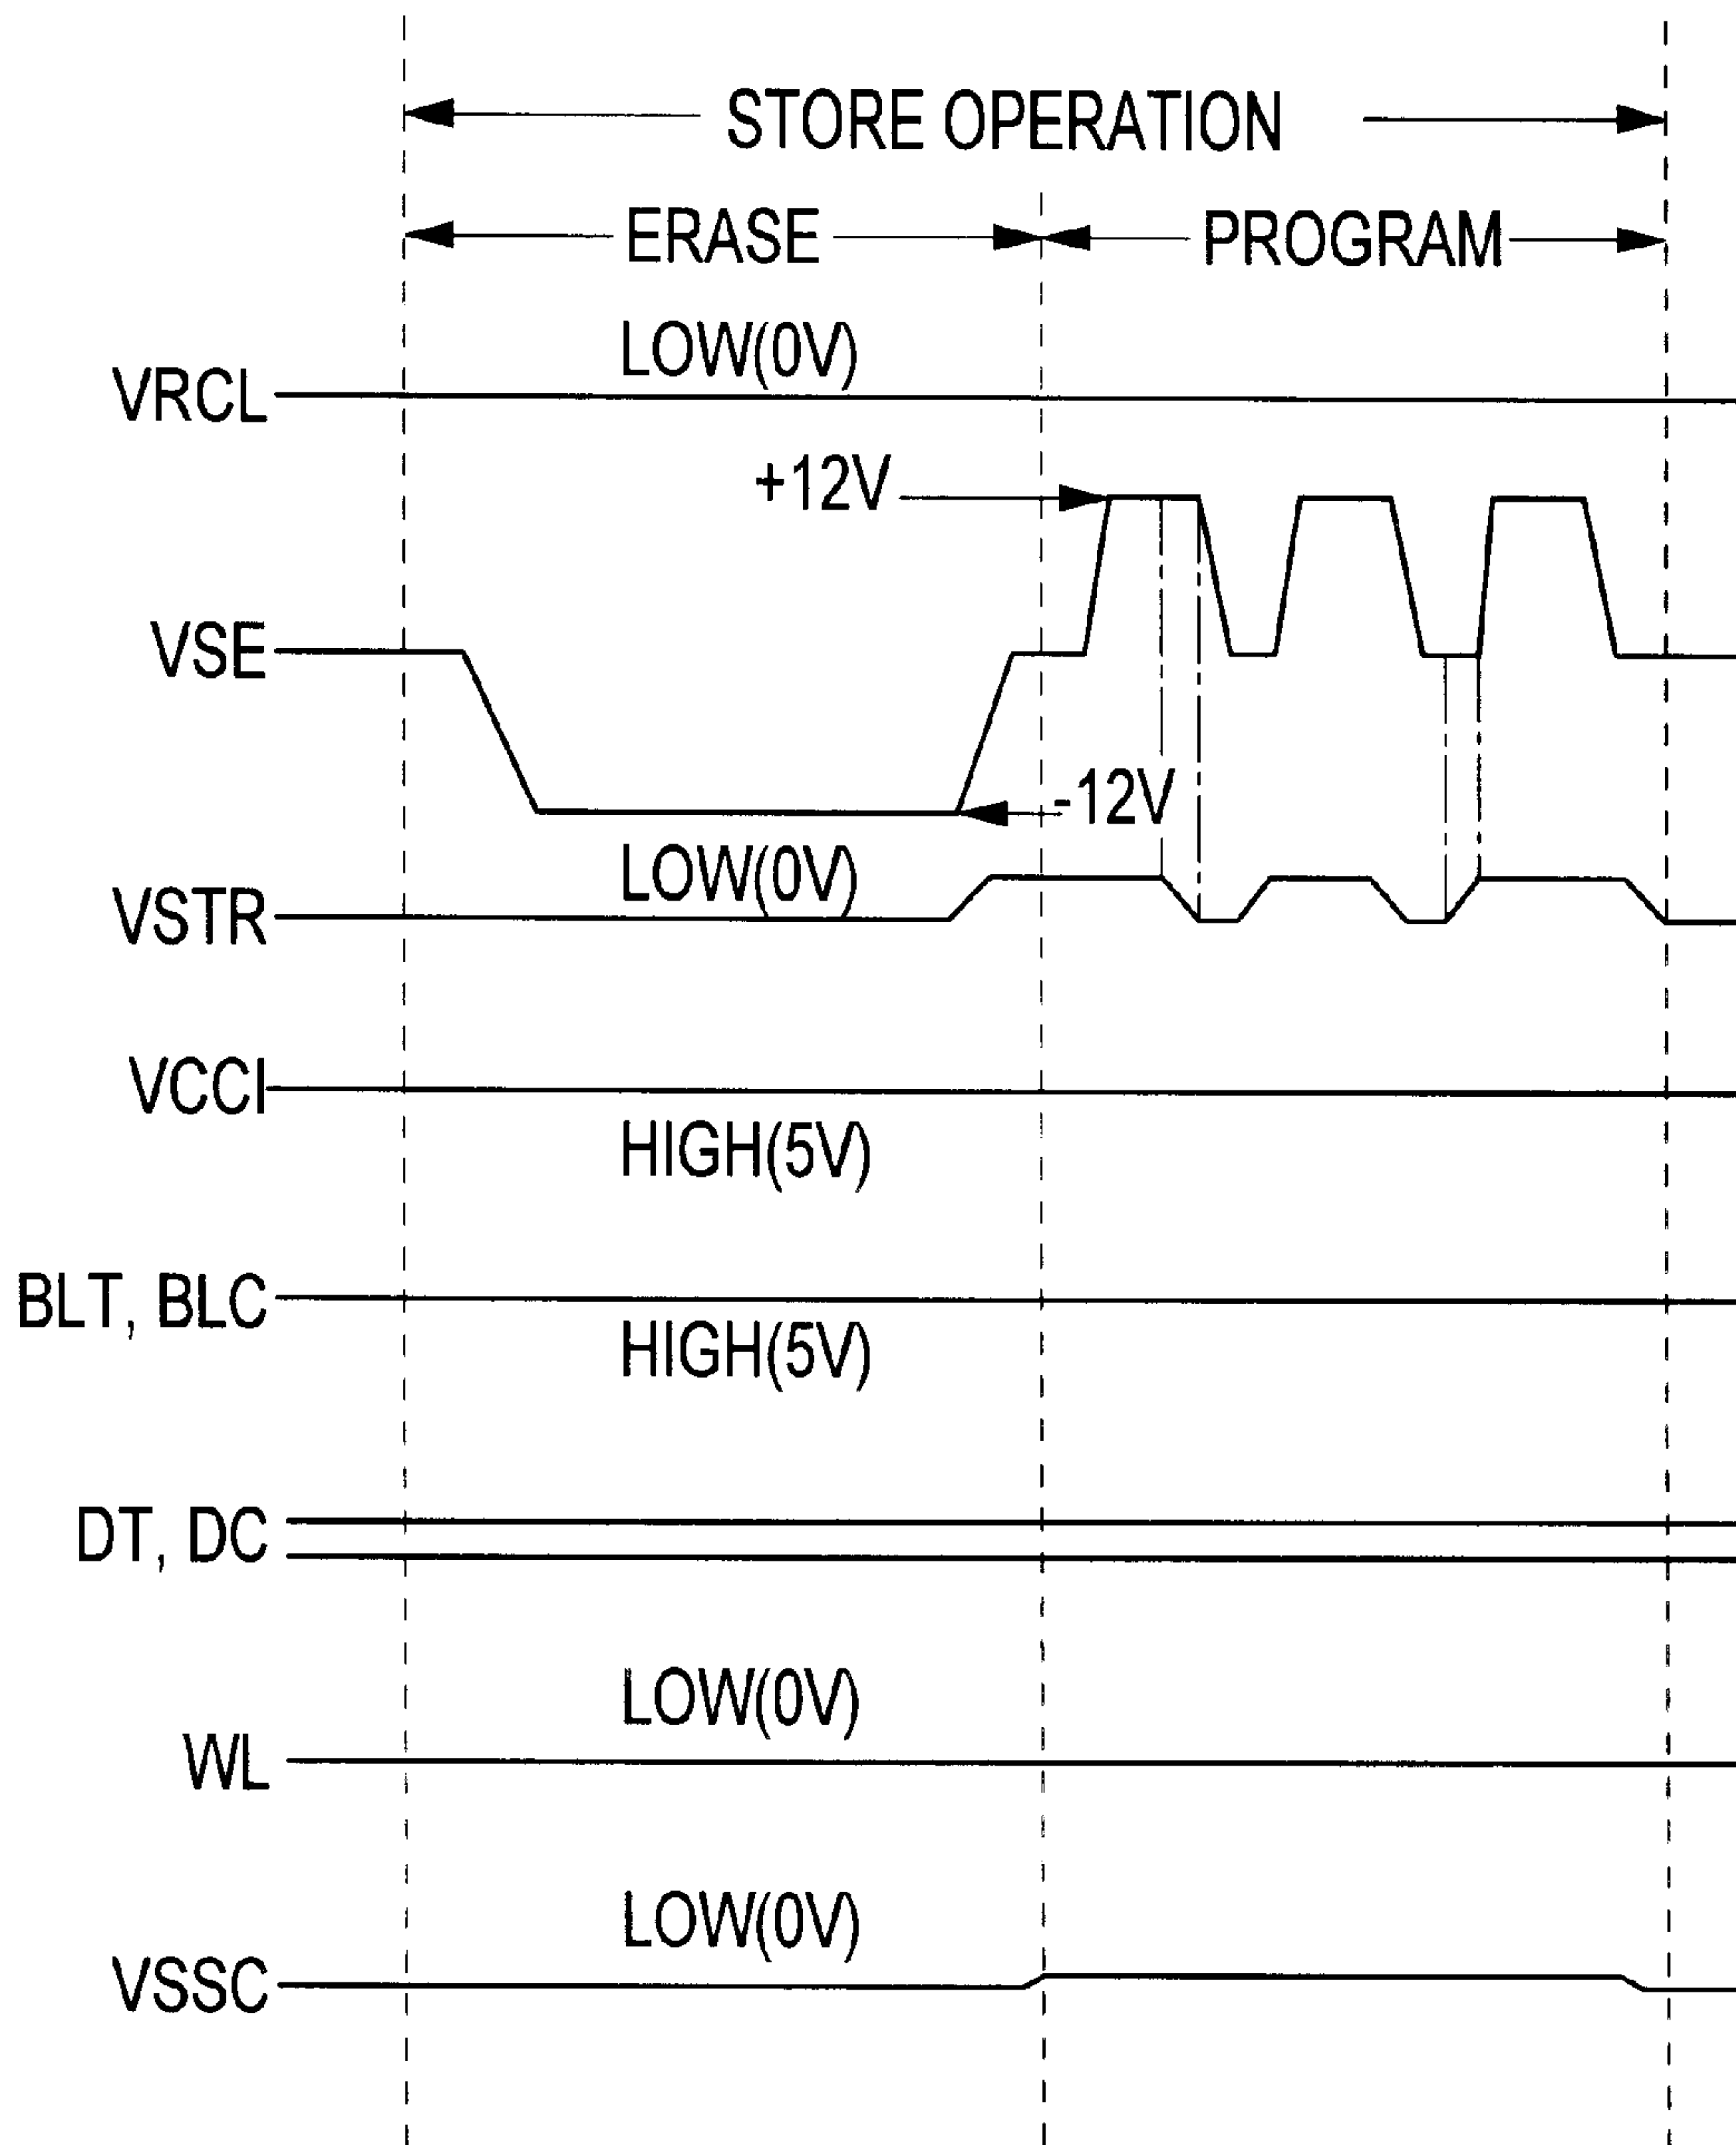 STORE OPERATION
ERASE PROGRAM
LOW(0V)
VRCL
+12V
VSE
-12V
LOW(0V)
VSTR
VCCI
HIGH(5V)
BLT, BLC
HIGH(5V)
DT, DC
LOW(0V)
WL
LOW(0V)
VSSC